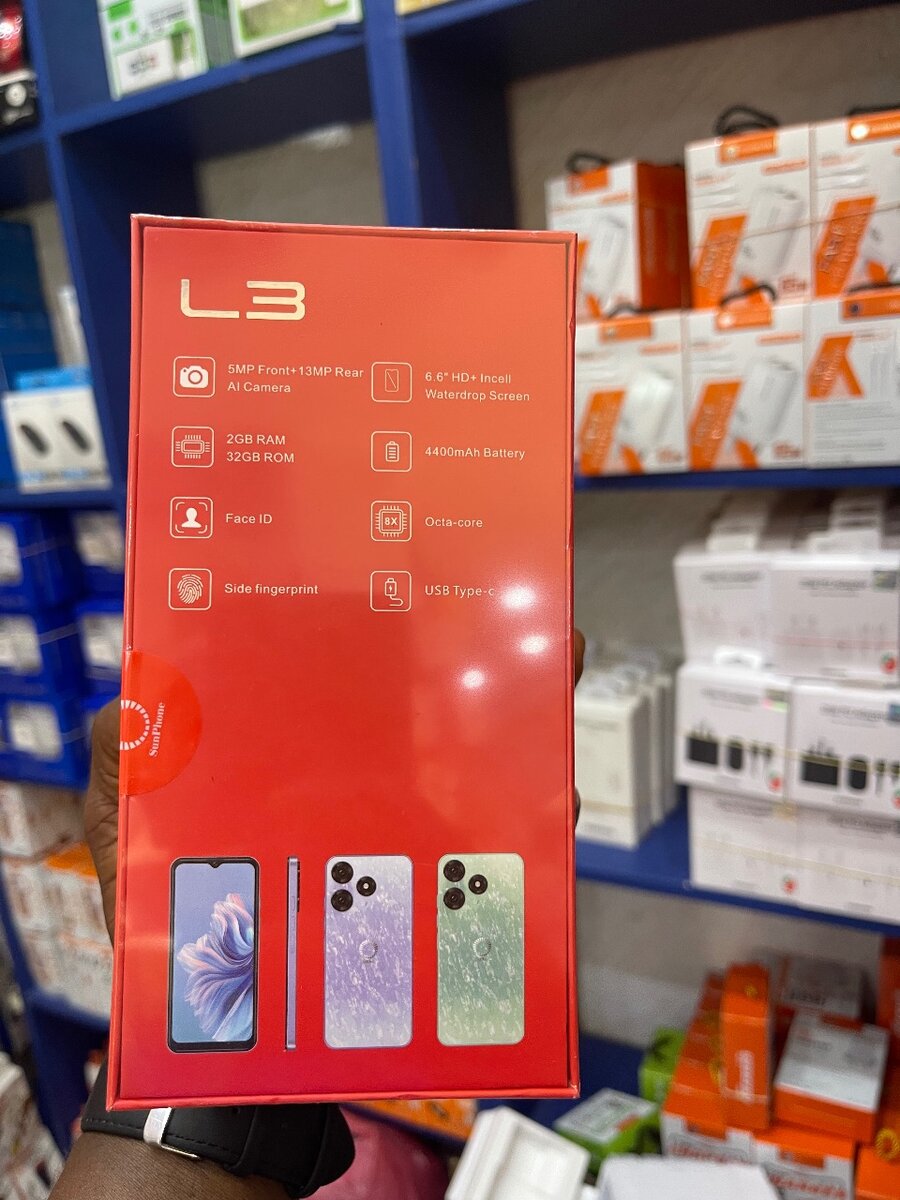 L3
5MP Front+13MP Rear
AI Camera
6.6" HD+ Incell
Waterdrop Screen
2GB RAM
32GB ROM
4400mAh Battery
Face ID
8X
Octa-core
Side fingerprint
USB Type-c
SunPhone